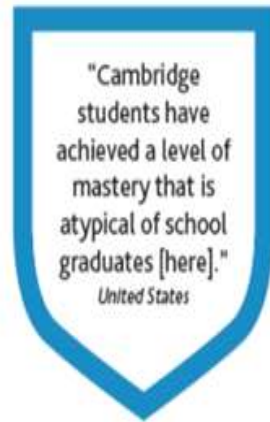 "Cambridge
students have
achieved a level of
mastery that is
atypical of school
graduates [here]."
United States